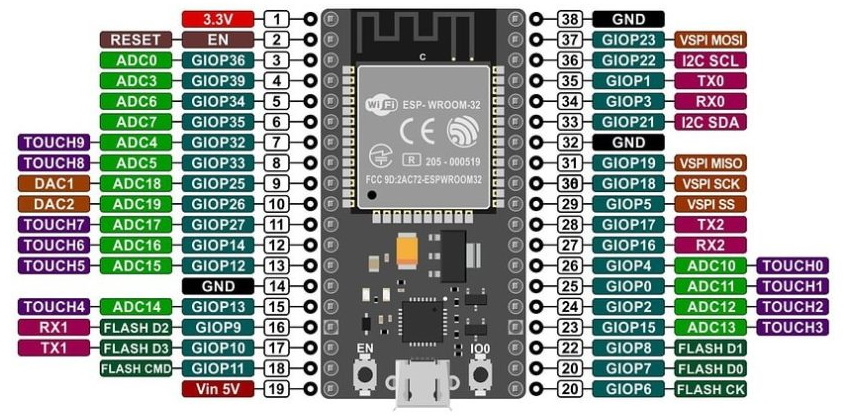 3.3V 1 38 GND
RESET EN 2 37 GIOP23 VSPI MOSI
ADC0 GIOP36 3 C 36 GIOP22 I2C SCL
ADC3 GIOP39 4 35 GIOP1 TX0
ADC6 GIOP34 5 WiFi ESP-WROOM-32 34 GIOP3 RX0
ADC7 GIOP35 6 CE 33 GIOP21 I2C SDA
TOUCH9 ADC4 GIOP32 7 32 GND
TOUCH8 ADC5 GIOP33 8 R 205-000519 31 GIOP19 VSPI MISO
DAC1 ADC18 GIOP25 9 FCC 9D:2AC72-ESPWROOM32 30 GIOP18 VSPI SCK
DAC2 ADC19 GIOP26 10 29 GIOP5 VSPI SS
TOUCH7 ADC17 GIOP27 11 28 GIOP17 TX2
TOUCH6 ADC16 GIOP14 12 27 GIOP16 RX2
TOUCH5 ADC15 GIOP12 13 26 GIOP4 ADC10 TOUCH0
GND 14 25 GIOP0 ADC11 TOUCH1
TOUCH4 ADC14 GIOP13 15 24 GIOP2 ADC12 TOUCH2
RX1 FLASH D2 GIOP9 16 23 GIOP15 ADC13 TOUCH3
TX1 FLASH D3 GIOP10 17 EN IO0 22 GIOP8 FLASH D1
FLASH CMD GIOP11 18 20 GIOP7 FLASH D0
Vin 5V 19 20 GIOP6 FLASH CK